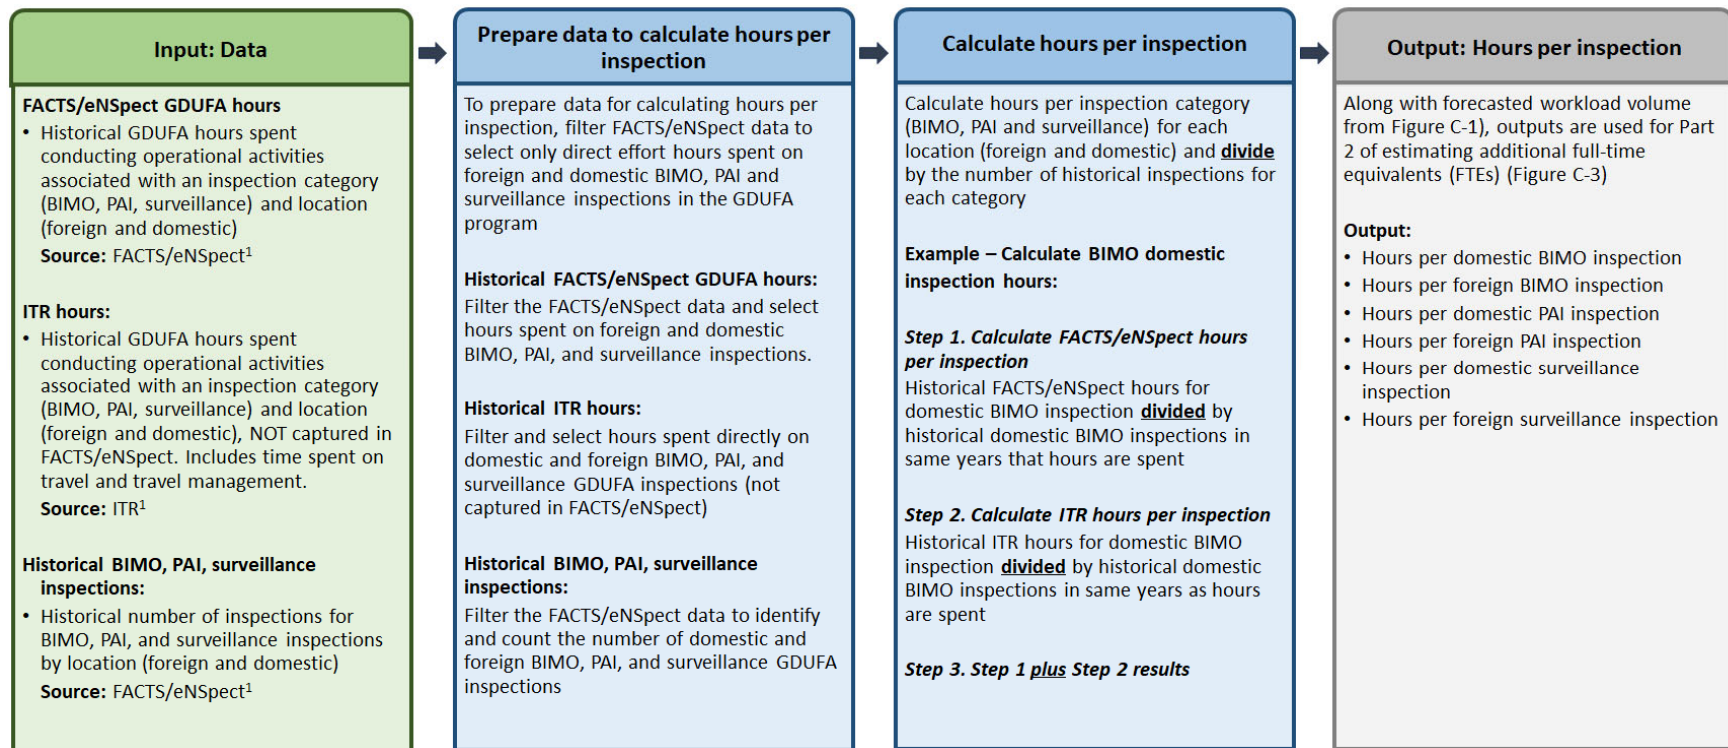 Input: Data
FACTS/eNSpect GDUFA hours
• Historical GDUFA hours spent
conducting operational activities
associated with an inspection category
(BIMO, PAI, surveillance) and location
(foreign and domestic)
Source: FACTS/eNSpect¹
ITR hours:
• Historical GDUFA hours spent
conducting operational activities
associated with an inspection category
(BIMO, PAI, surveillance) and location
(foreign and domestic), NOT captured in
FACTS/eNSpect. Includes time spent on
travel and travel management.
Source: ITR¹
Historical BIMO, PAI, surveillance
inspections:
• Historical number of inspections for
BIMO, PAI, and surveillance inspections
by location (foreign and domestic)
Source: FACTS/eNSpect¹
Prepare data to calculate hours per
inspection
To prepare data for calculating hours per
inspection, filter FACTS/eNSpect data to
select only direct effort hours spent on
foreign and domestic BIMO, PAI and
surveillance inspections in the GDUFA
program
Historical FACTS/eNSpect GDUFA hours:
Filter the FACTS/eNSpect data and select
hours spent on foreign and domestic
BIMO, PAI, and surveillance inspections.
Historical ITR hours:
Filter and select hours spent directly on
domestic and foreign BIMO, PAI, and
surveillance GDUFA inspections (not
captured in FACTS/eNSpect)
Historical BIMO, PAI, surveillance
inspections:
Filter the FACTS/eNSpect data to identify
and count the number of domestic and
foreign BIMO, PAI, and surveillance GDUFA
inspections
Calculate hours per inspection
Calculate hours per inspection category
(BIMO, PAI and surveillance) for each
location (foreign and domestic) and divide
by the number of historical inspections for
each category
Example – Calculate BIMO domestic
inspection hours:
Step 1. Calculate FACTS/eNSpect hours
per inspection
Historical FACTS/eNSpect hours for
domestic BIMO inspection divided by
historical domestic BIMO inspections in
same years that hours are spent
Step 2. Calculate ITR hours per inspection
Historical ITR hours for domestic BIMO
inspection divided by historical domestic
BIMO inspections in same years as hours
are spent
Step 3. Step 1 plus Step 2 results
Output: Hours per inspection
Along with forecasted workload volume
from Figure C-1), outputs are used for Part
2 of estimating additional full-time
equivalents (FTEs) (Figure C-3)
Output:
• Hours per domestic BIMO inspection
• Hours per foreign BIMO inspection
• Hours per domestic PAI inspection
• Hours per foreign PAI inspection
• Hours per domestic surveillance
inspection
• Hours per foreign surveillance inspection